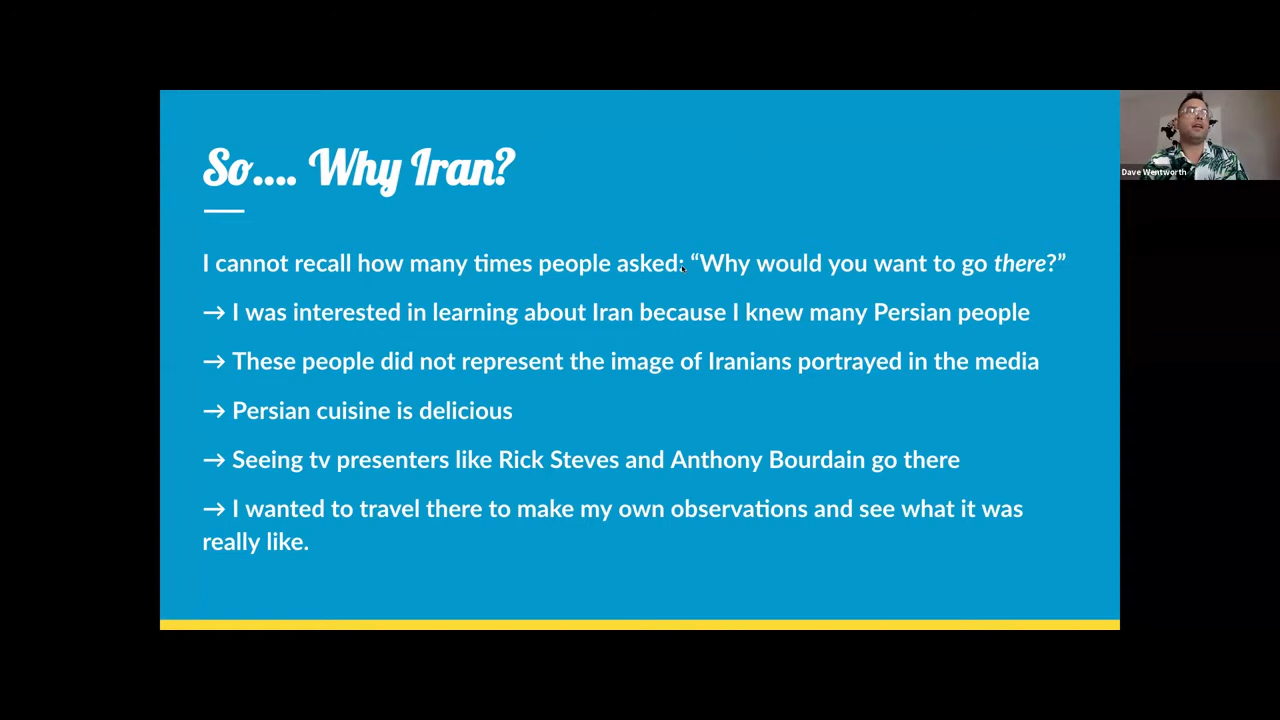 So.... Why Iran?
I cannot recall how many times people asked: “Why would you want to go there?”
→ I was interested in learning about Iran because I knew many Persian people
→ These people did not represent the image of Iranians portrayed in the media
→ Persian cuisine is delicious
→ Seeing tv presenters like Rick Steves and Anthony Bourdain go there
→ I wanted to travel there to make my own observations and see what it was
really like.
Dave Wentworth